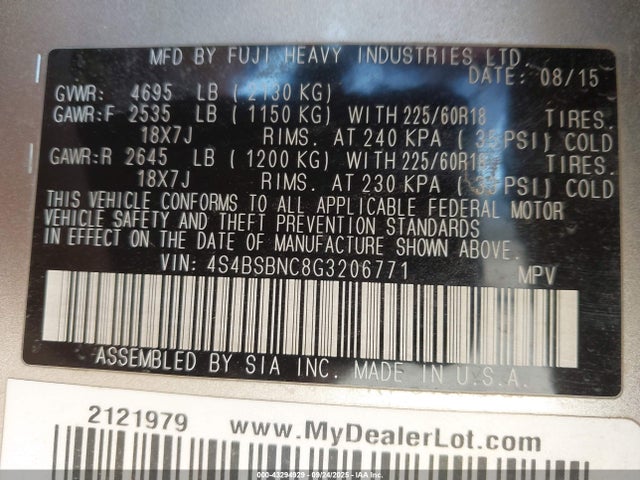 MFD BY FUJI HEAVY INDUSTRIES LTD.
DATE: 08/15
GVWR: 4695 LB ( 2130 KG)
GAWR:F 2535 LB ( 1150 KG) WITH 225/60R18 TIRES.
18X7J RIMS. AT 240 KPA ( 35 PSI) COLD
GAWR:R 2645 LB ( 1200 KG) WITH 225/60R18 TIRES.
18X7J RIMS. AT 230 KPA ( PSI) COLD
THIS VEHICLE CONFORMS TO ALL APPLICABLE FEDERAL MOTOR
VEHICLE SAFETY AND THEFT PREVENTION STANDARDS
IN EFFECT ON THE DATE OF MANUFACTURE SHOWN ABOVE.
VIN: 4S4BSBNC8G3206771 MPV
ASSEMBLED BY SIA INC. MADE IN U.S.A.
2121979 www.MyDealerLot.com
000-43294929 - 09/24/2025 - IAAI, Inc.